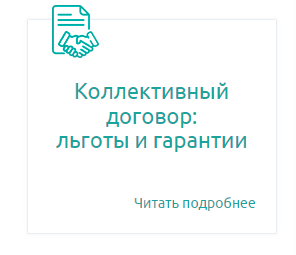 Коллективный
договор:
льготы и гарантии
Читать подробнее